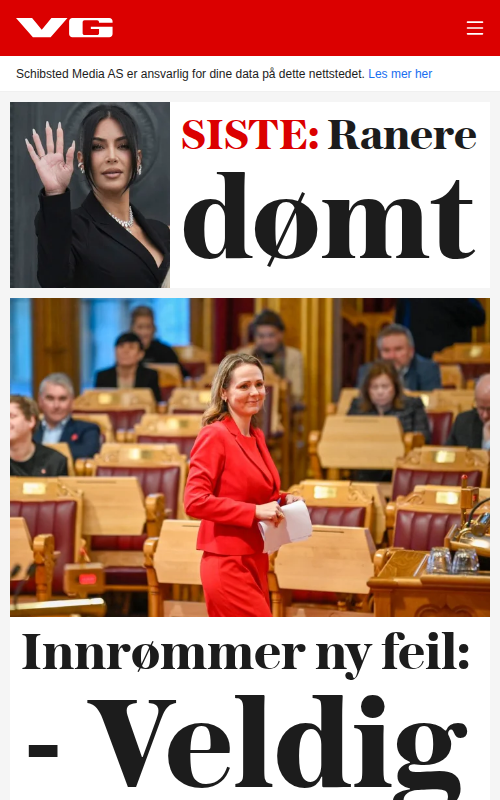 VG
Schibsted Media AS er ansvarlig for dine data på dette nettstedet. Les mer her
SISTE: Ranere
dømt
Innrømmer ny feil:
- Veldig